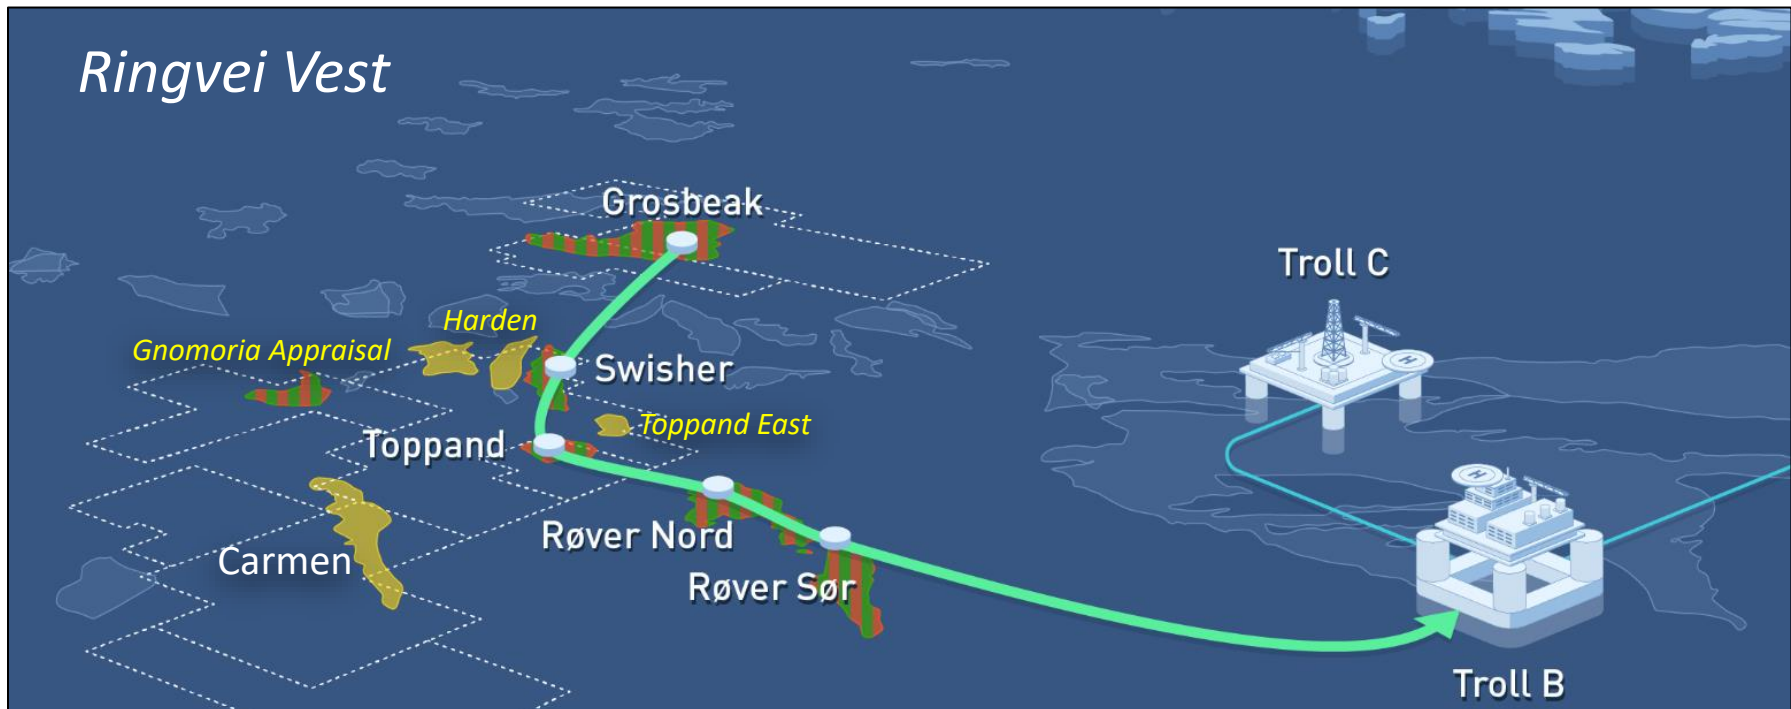 Ringvei Vest
Grosbeak
Troll C
Harden
Gnomoria Appraisal
Swisher
Toppand East
Toppand
Røver Nord
Carmen
Røver Sør
Troll B
H
H